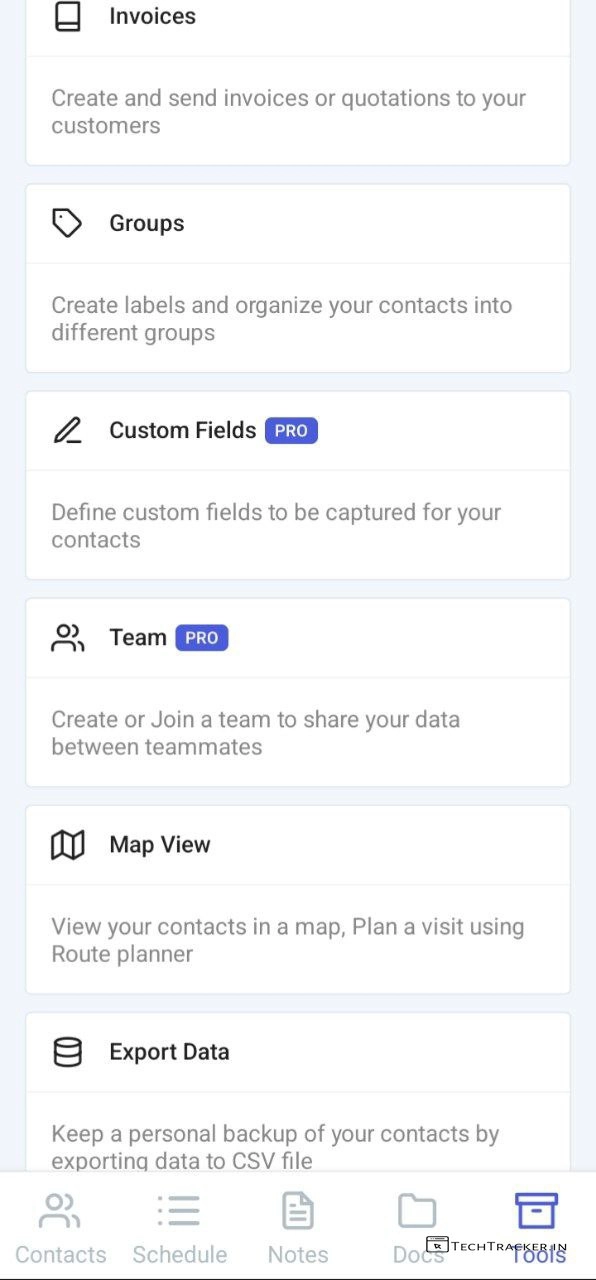 Invoices
Create and send invoices or quotations to your
customers
Groups
Create labels and organize your contacts into
different groups
Custom Fields PRO
Define custom fields to be captured for your
contacts
Team PRO
Create or Join a team to share your data
between teammates
Map View
View your contacts in a map, Plan a visit using
Route planner
Export Data
Keep a personal backup of your contacts by
exporting data to CSV file
Contacts Schedule Notes Docs Tools
TECHTRACKER.IN